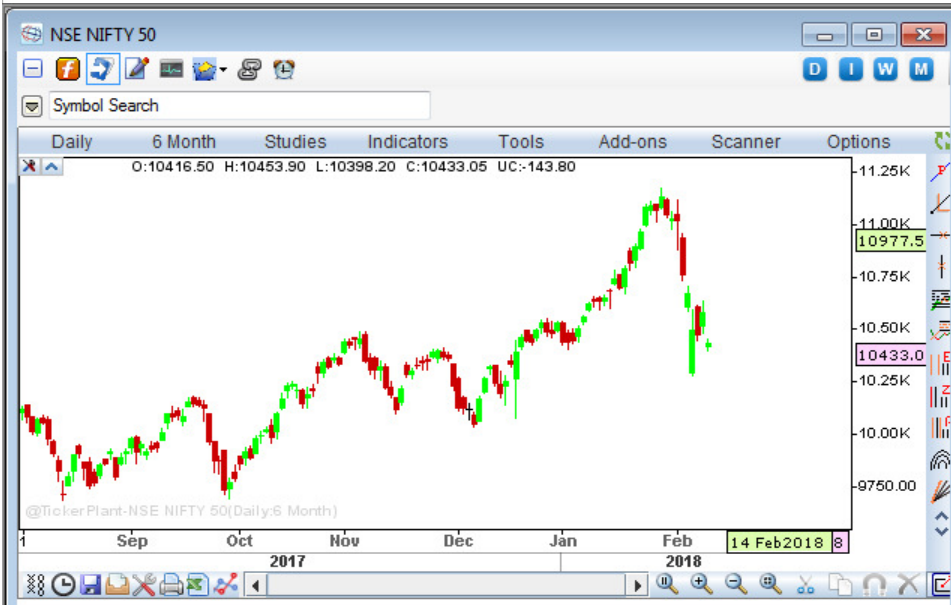 NSE NIFTY 50
D I W M
Symbol Search
Daily 6 Month Studies Indicators Tools Add-ons Scanner Options
O:10416.50 H:10453.90 L:10398.20 C:10433.05 UC:-143.80
11.25K
11.00K
10977.5
10.75K
10.50K
10433.0
10.25K
10.00K
9750.00
@TickerPlant-NSE NIFTY 50(Daily:6 Month)
1 Sep Oct Nov Dec Jan Feb 14 Feb2018 8
2017 2018